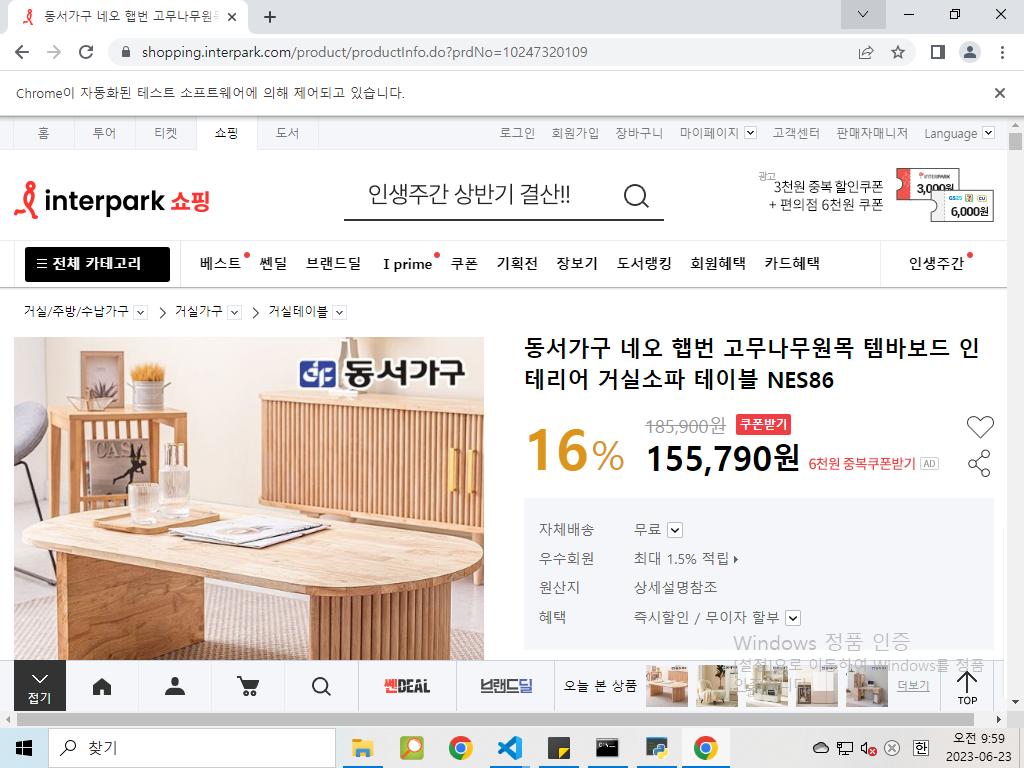 동서가구 네오 햅번 고무나무원목
shopping.interpark.com/product/productInfo.do?prdNo=10247320109
Chrome이 자동화된 테스트 소프트웨어에 의해 제어되고 있습니다.
홈 투어 티켓 쇼핑 도서 로그인 회원가입 장바구니 마이페이지 고객센터 판매자매니저 Language
interpark 쇼핑
인생주간 상반기 결산!!
광고
3천원 중복 할인쿠폰
+ 편의점 6천원 쿠폰
INTERPARK
3,000원
GS25 CU
6,000원
전체 카테고리 베스트 쎈딜 브랜드딜 I prime 쿠폰 기획전 장보기 도서랭킹 회원혜택 카드혜택 인생주간
거실/주방/수납가구 거실가구 거실테이블
동서가구
CASA
동서가구 네오 햅번 고무나무원목 템바보드 인
테리어 거실소파 테이블 NES86
16% 185,900원 쿠폰받기
155,790원 6천원 중복쿠폰받기 AD
자체배송 무료
우수회원 최대 1.5% 적립
원산지 상세설명참조
혜택 즉시할인 / 무이자 할부
Windows 정품 인증
[설정]으로 이동하여 Windows를 정품
접기 쎈DEAL 브랜드딜 오늘 본 상품 더보기 TOP
찾기
한
오전 9:59
2023-06-23